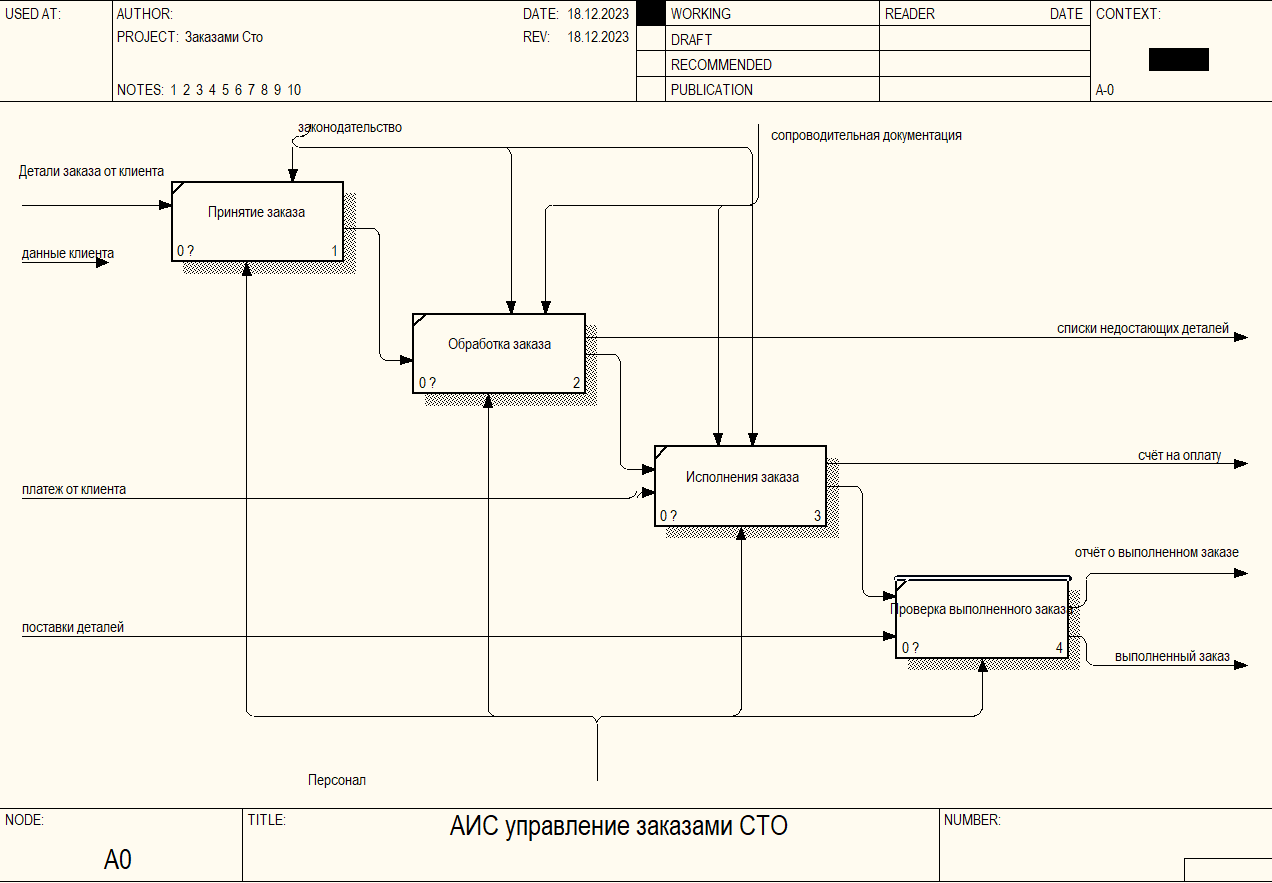 USED AT:
AUTHOR:
DATE: 18.12.2023
WORKING
READER
DATE
CONTEXT:
PROJECT: Заказами Сто
REV: 18.12.2023
DRAFT
RECOMMENDED
NOTES: 1 2 3 4 5 6 7 8 9 10
PUBLICATION
A-0
законодательство
сопроводительная документация
Детали заказа от клиента
Принятие заказа
0 ?
1
данные клиента
списки недостающих деталей
Обработка заказа
0 ?
2
счёт на оплату
Исполнения заказа
платеж от клиента
0 ?
3
отчёт о выполненном заказе
Проверка выполненного заказа
поставки деталей
0 ?
4
выполненный заказ
Персонал
NODE:
TITLE:
АИС управление заказами СТО
NUMBER:
A0